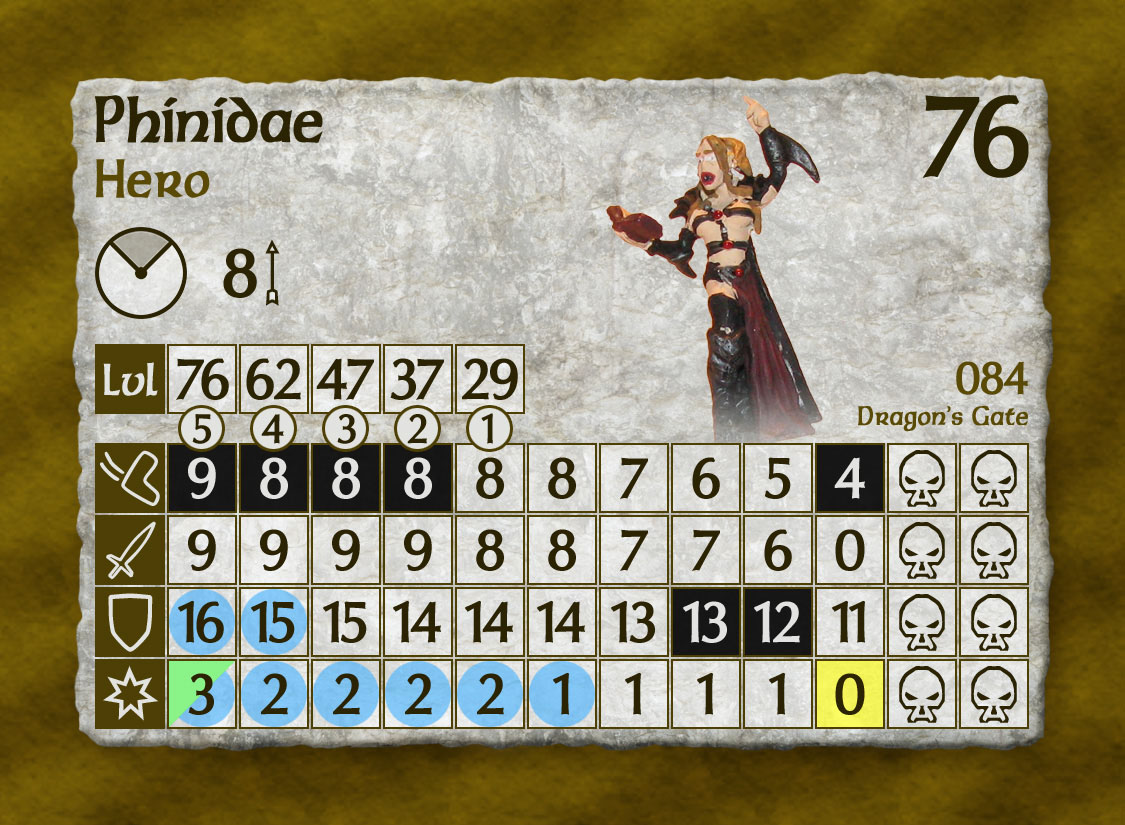 Phinidae
76
Hero
8
Lvl 76 62 47 37 29
5 4 3 2 1
084
Dragon's Gate
9 8 8 8 8 8 7 6 5 4
9 9 9 9 8 8 7 7 6 0
16 15 15 14 14 14 13 13 12 11
3 2 2 2 2 1 1 1 1 0